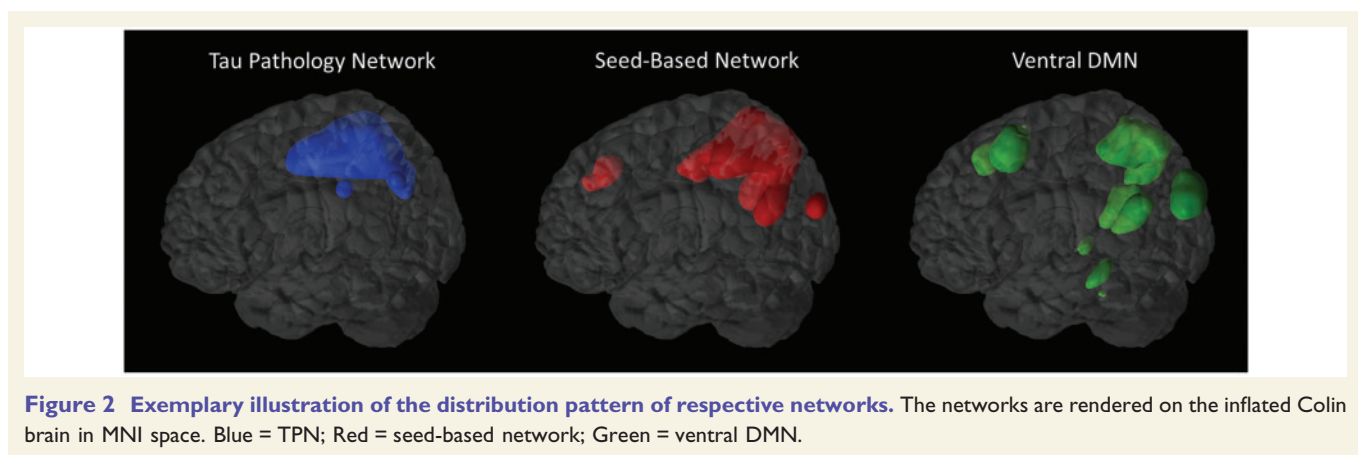 Tau Pathology Network
Seed-Based Network
Ventral DMN
Figure 2 Exemplary illustration of the distribution pattern of respective networks. The networks are rendered on the inflated Colin
brain in MNI space. Blue = TPN; Red = seed-based network; Green = ventral DMN.